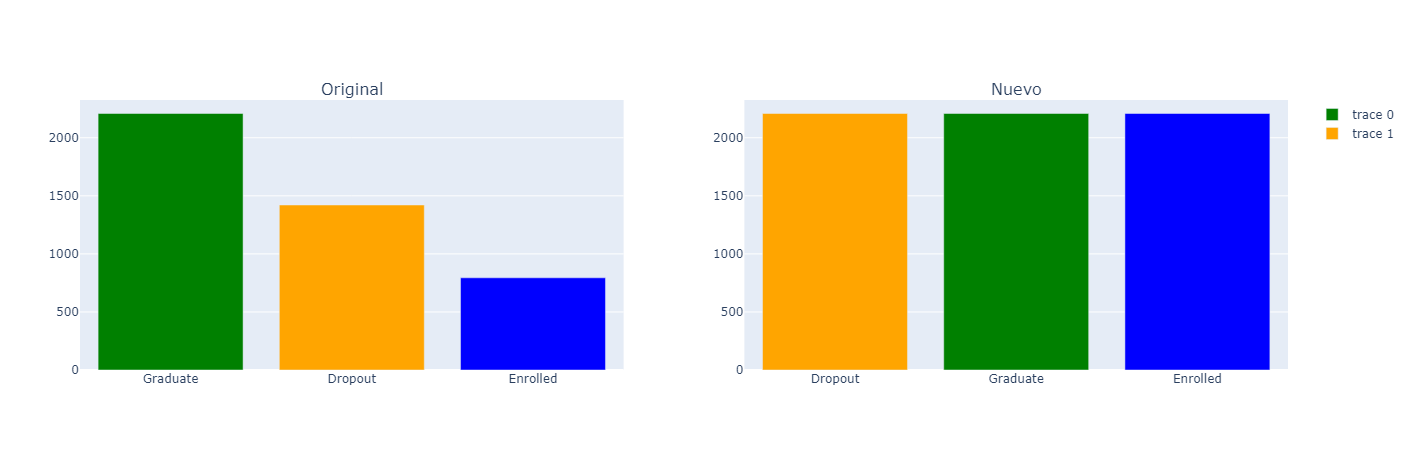 Original
2000
1500
1000
500
0
Graduate Dropout Enrolled
Nuevo
2000
1500
1000
500
0
Dropout Graduate Enrolled
trace 0
trace 1